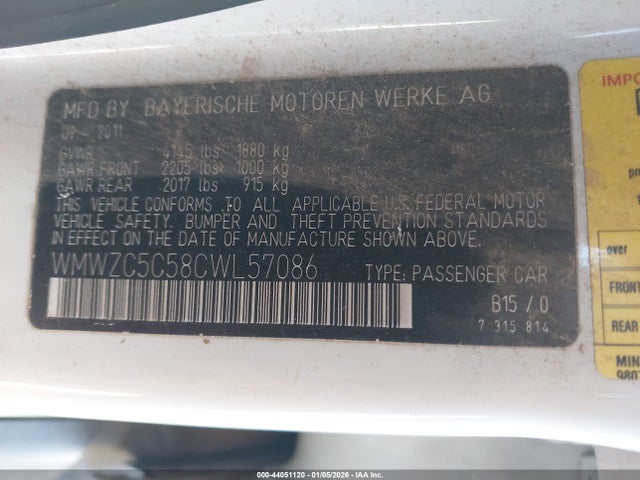 MFD BY BAYERISCHE MOTOREN WERKE AG
09-2011
GVWR 4145 lbs 1880 kg
GAWR FRONT 2205 lbs 1000 kg
GAWR REAR 2017 lbs 915 kg
THIS VEHICLE CONFORMS TO ALL APPLICABLE U.S. FEDERAL MOTOR
VEHICLE SAFETY, BUMPER AND THEFT PREVENTION STANDARDS
IN EFFECT ON THE DATE OF MANUFACTURE SHOWN ABOVE.
WMWZC5C58CWL57086 TYPE: PASSENGER CAR
B15 / 0
7 315 814
over
FRONT
REAR
MIN
980
000-44051120 - 01/05/2026 - IAA Corp.